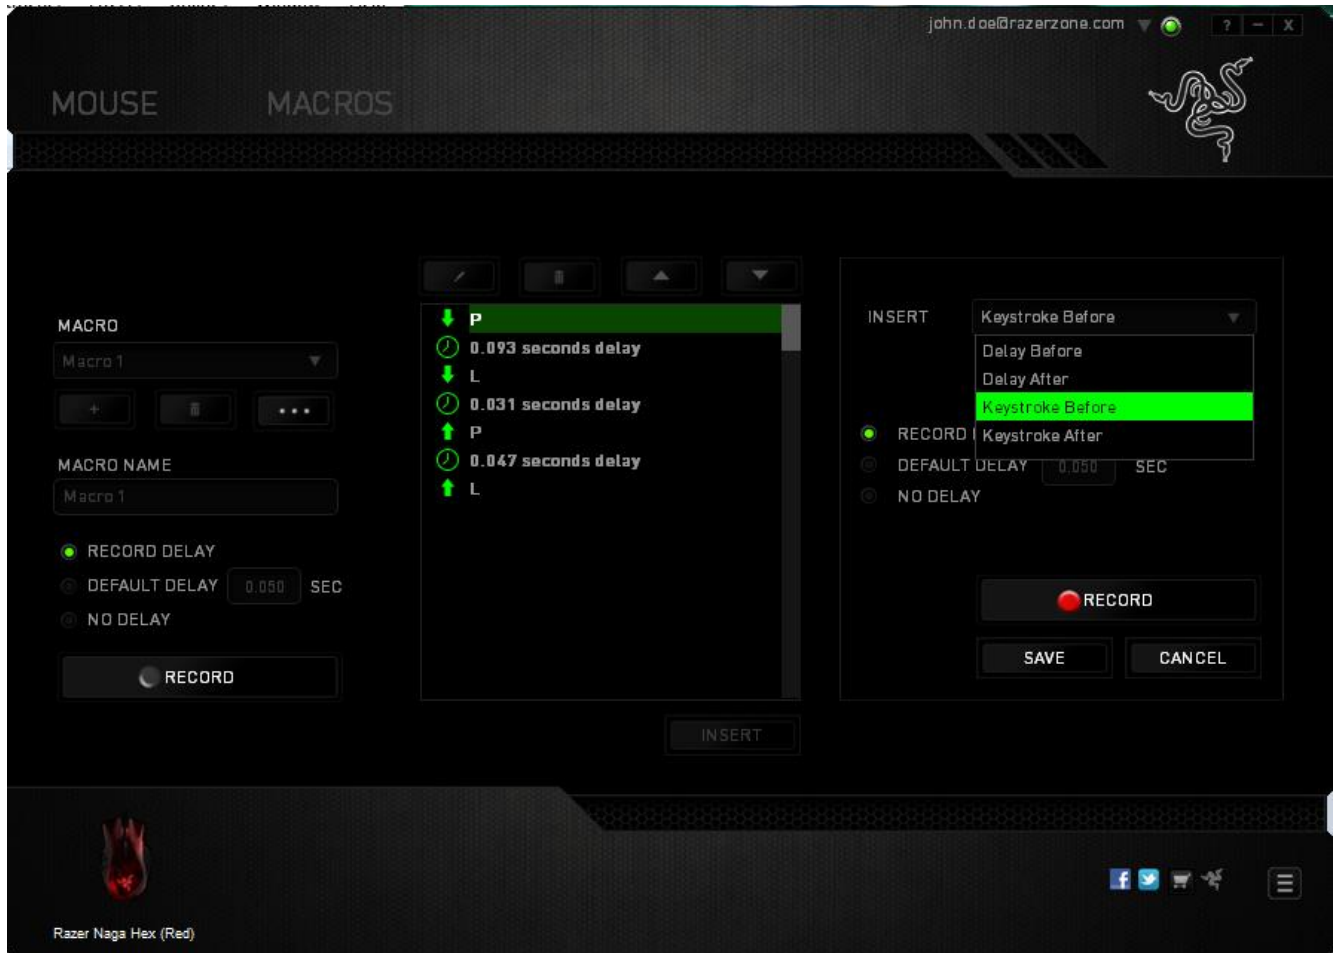 john.doe@razerzone.com
? – X
MOUSE
MACROS
MACRO
Macro 1
+
...
MACRO NAME
Macro 1
RECORD DELAY
DEFAULT DELAY 0.050 SEC
NO DELAY
RECORD
P
0.093 seconds delay
L
0.031 seconds delay
P
0.047 seconds delay
L
INSERT
INSERT Keystroke Before
Delay Before
Delay After
Keystroke Before
Keystroke After
RECORD
DEFAULT DELAY 0.050 SEC
NO DELAY
RECORD
SAVE CANCEL
Razer Naga Hex (Red)